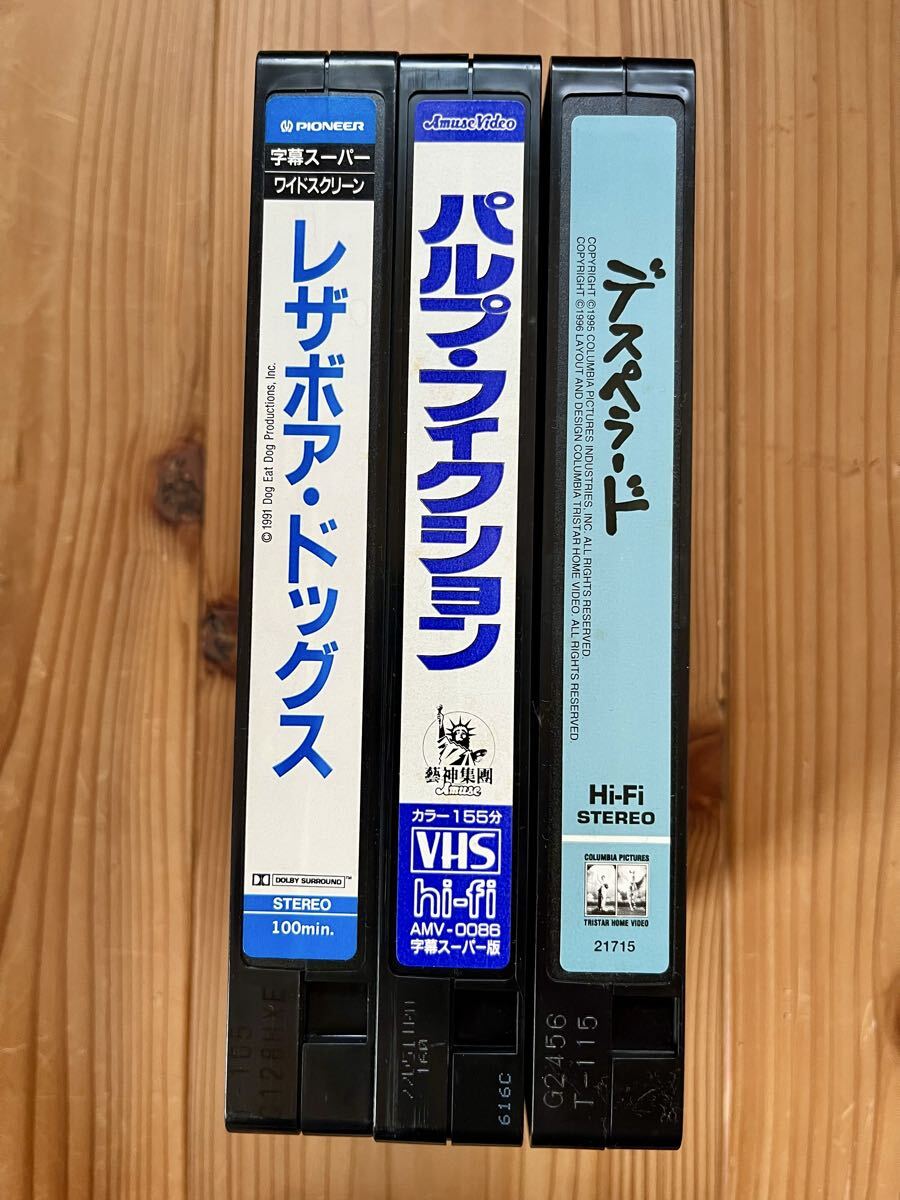 PIONEER
字幕スーパー
ワイドスクリーン
レザボア・ドッグス
© 1991 Dog Eat Dog Productions, Inc.
DOLBY SURROUND™
STEREO
100min.
Amuse Video
パルプ・フィクション
藝神集團
Amuse
カラー155分
VHS
hi-fi
AMV-0086
字幕スーパー版
616C
デスペラード
COPYRIGHT ©1995 COLUMBIA PICTURES INDUSTRIES, INC. ALL RIGHTS RESERVED.
COPYRIGHT ©1996 LAYOUT AND DESIGN COLUMBIA TRISTAR HOME VIDEO. ALL RIGHTS RESERVED.
Hi-Fi
STEREO
COLUMBIA PICTURES
TRISTAR HOME VIDEO
21715
G2456
T-115